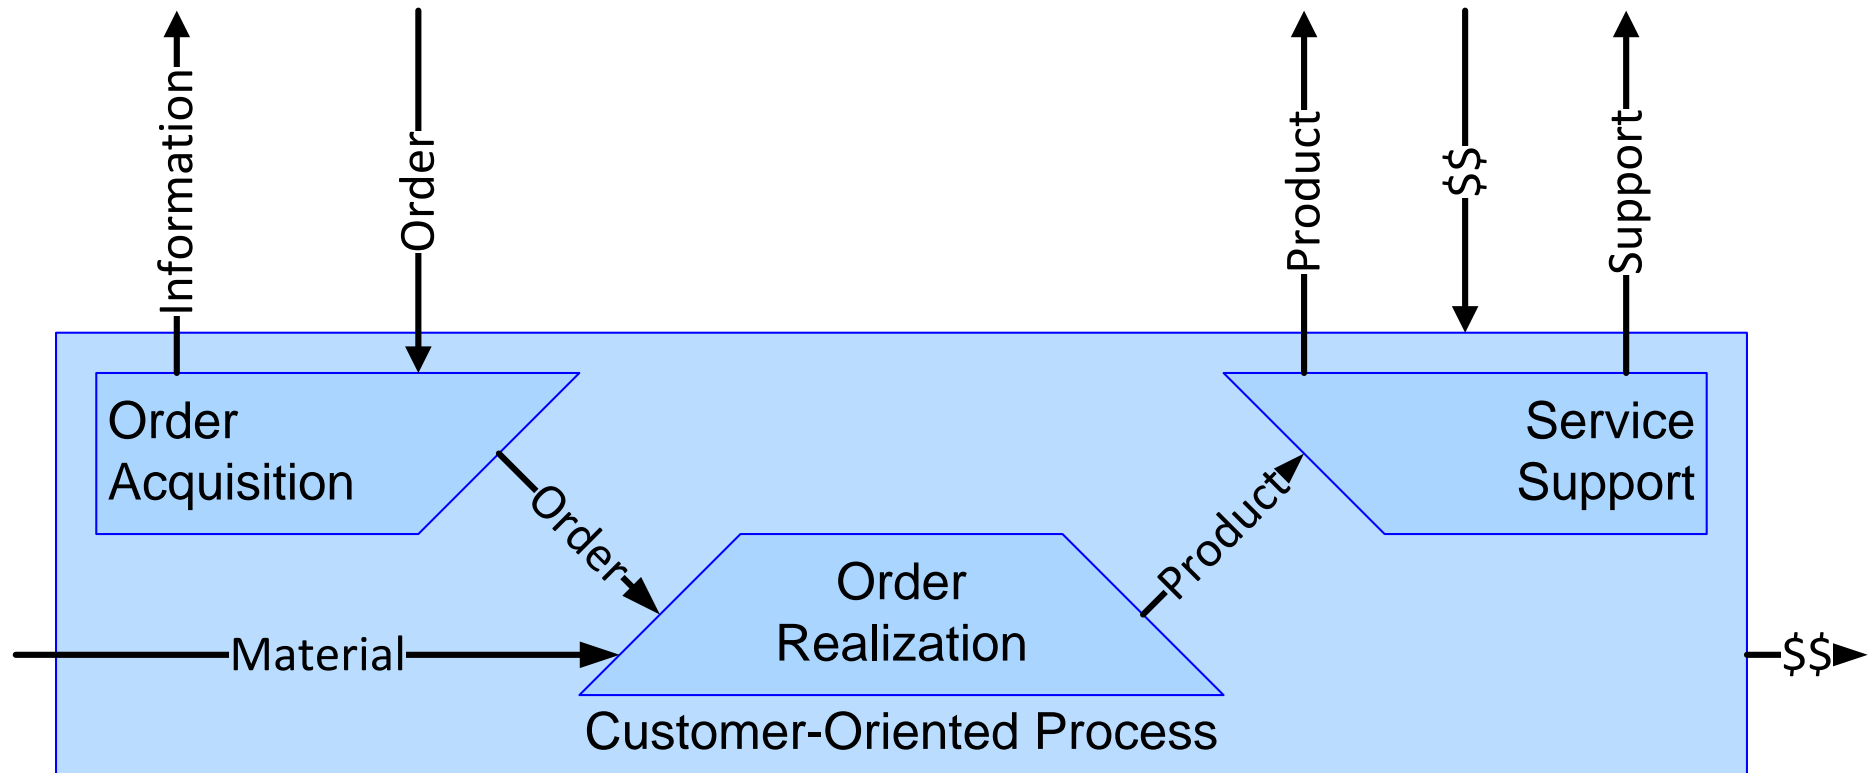 Information
Order
Product
$$
Support
Order
Acquisition
Service
Support
Order
Product
Order
Realization
Material
$$
Customer-Oriented Process